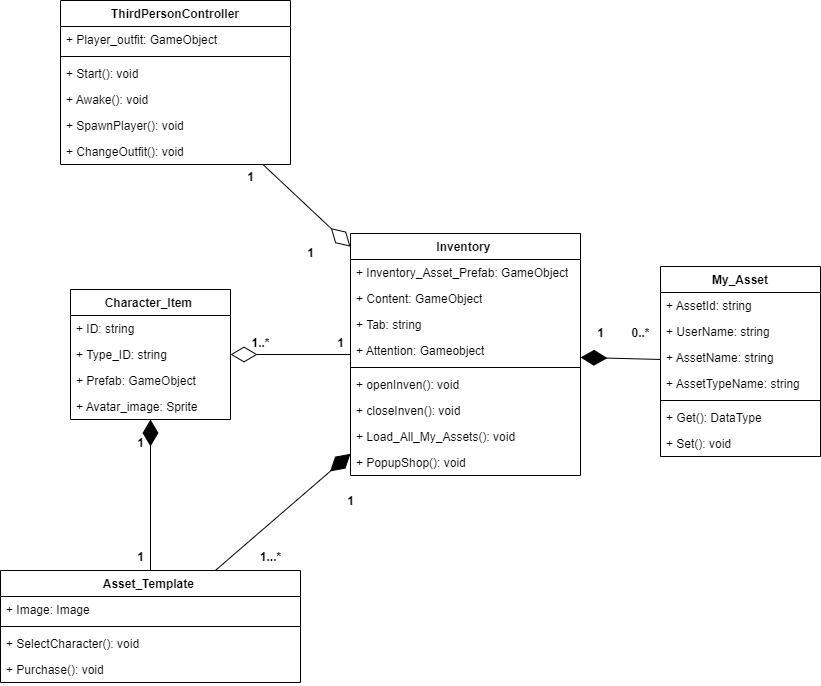 ThirdPersonController
+ Player_outfit: GameObject
+ Start(): void
+ Awake(): void
+ SpawnPlayer(): void
+ ChangeOutfit(): void
1
1
Inventory
+ Inventory_Asset_Prefab: GameObject
+ Content: GameObject
+ Tab: string
+ Attention: Gameobject
+ openInven(): void
+ closeInven(): void
+ Load_All_My_Assets(): void
+ PopupShop(): void
My_Asset
+ AssetId: string
+ UserName: string
+ AssetName: string
+ AssetTypeName: string
+ Get(): DataType
+ Set(): void
1
0..*
Character_Item
+ ID: string
+ Type_ID: string
+ Prefab: GameObject
+ Avatar_image: Sprite
1..*
1
1
1
1
1...*
Asset_Template
+ Image: Image
+ SelectCharacter(): void
+ Purchase(): void